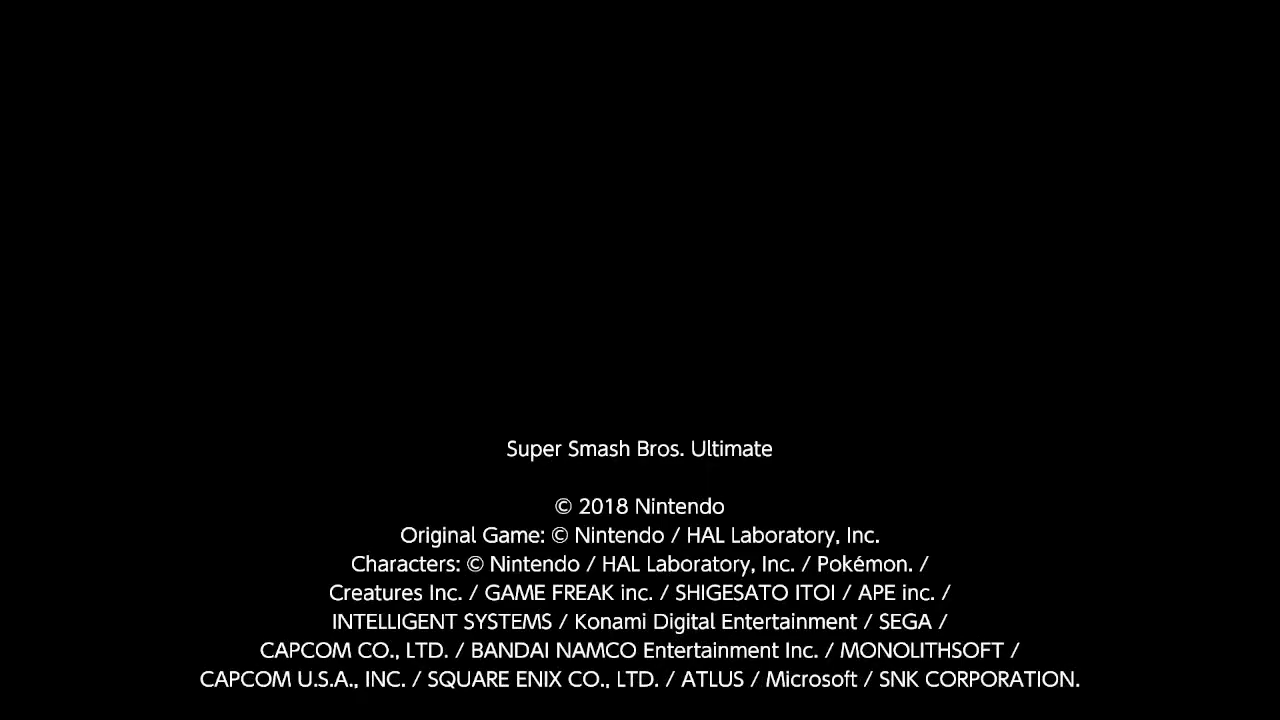 Super Smash Bros. Ultimate
© 2018 Nintendo
Original Game: © Nintendo / HAL Laboratory, Inc.
Characters: © Nintendo / HAL Laboratory, Inc. / Pokémon. /
Creatures Inc. / GAME FREAK inc. / SHIGESATO ITOI / APE inc. /
INTELLIGENT SYSTEMS / Konami Digital Entertainment / SEGA /
CAPCOM CO., LTD. / BANDAI NAMCO Entertainment Inc. / MONOLITHSOFT /
CAPCOM U.S.A., INC. / SQUARE ENIX CO., LTD. / ATLUS / Microsoft / SNK CORPORATION.